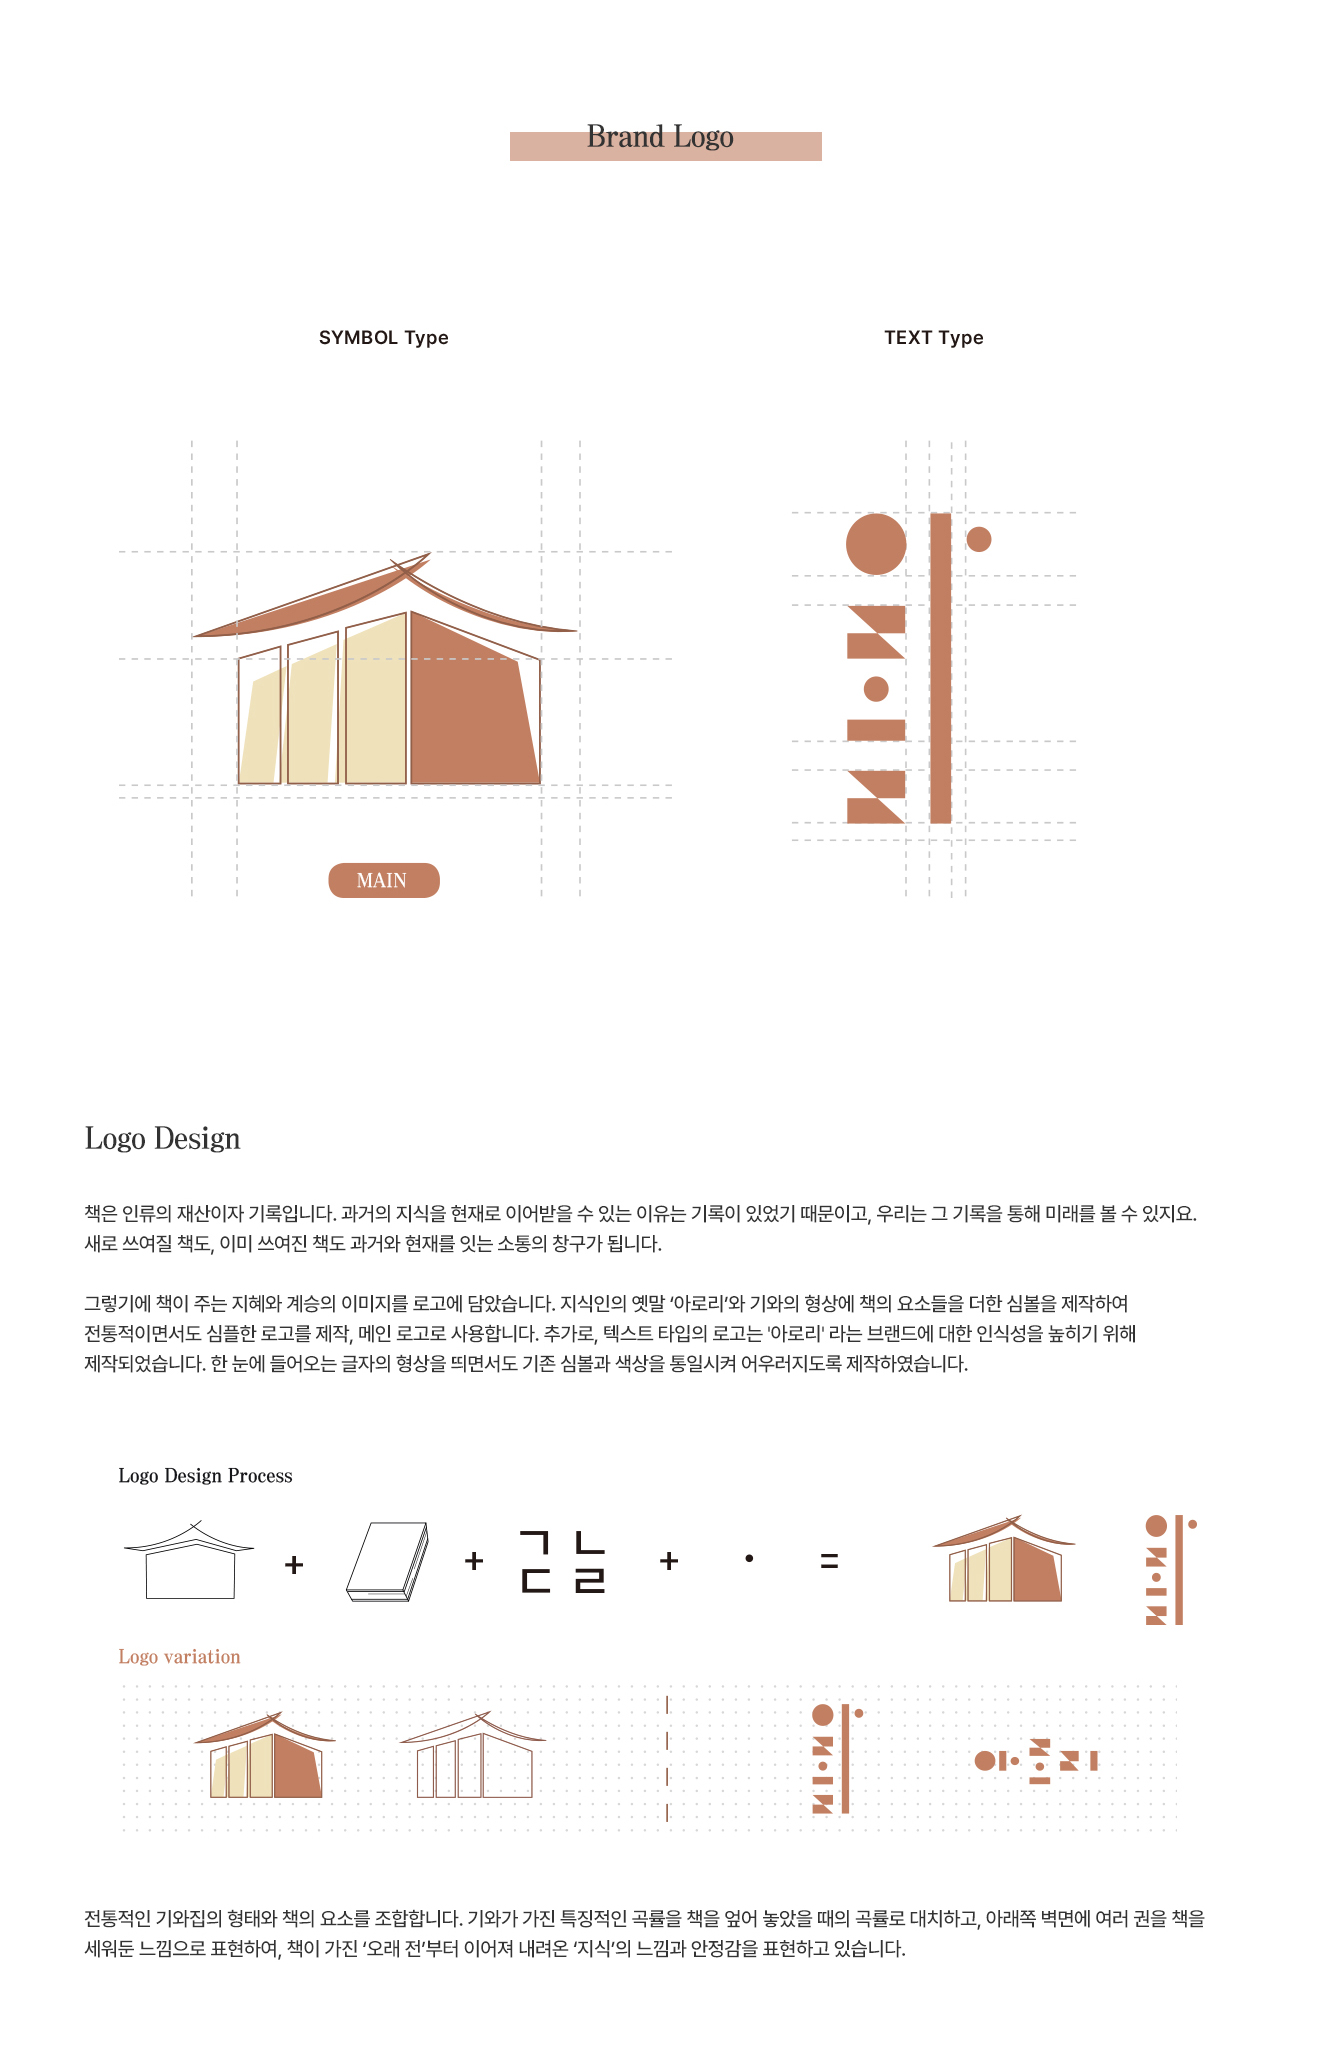 Brand Logo
SYMBOL Type
TEXT Type
MAIN
Logo Design
책은 인류의 재산이자 기록입니다. 과거의 지식을 현재로 이어받을 수 있는 이유는 기록이 있었기 때문이고, 우리는 그 기록을 통해 미래를 볼 수 있지요.
새로 쓰여질 책도, 이미 쓰여진 책도 과거와 현재를 잇는 소통의 창구가 됩니다.
그렇기에 책이 주는 지혜와 계승의 이미지를 로고에 담았습니다. 지식인의 옛말 ‘아로리’와 기와의 형상에 책의 요소들을 더한 심볼을 제작하여
전통적이면서도 심플한 로고를 제작, 메인 로고로 사용합니다. 추가로, 텍스트 타입의 로고는 '아로리' 라는 브랜드에 대한 인식성을 높히기 위해
제작되었습니다. 한 눈에 들어오는 글자의 형상을 띄면서도 기존 심볼과 색상을 통일시켜 어우러지도록 제작하였습니다.
Logo Design Process
+ + ㄱ ㄴ + • =
ㄷ ㄹ
Logo variation
전통적인 기와집의 형태와 책의 요소를 조합합니다. 기와가 가진 특징적인 곡률을 책을 엎어 놓았을 때의 곡률로 대치하고, 아래쪽 벽면에 여러 권을 책을
세워둔 느낌으로 표현하여, 책이 가진 ‘오래 전’부터 이어져 내려온 ‘지식’의 느낌과 안정감을 표현하고 있습니다.